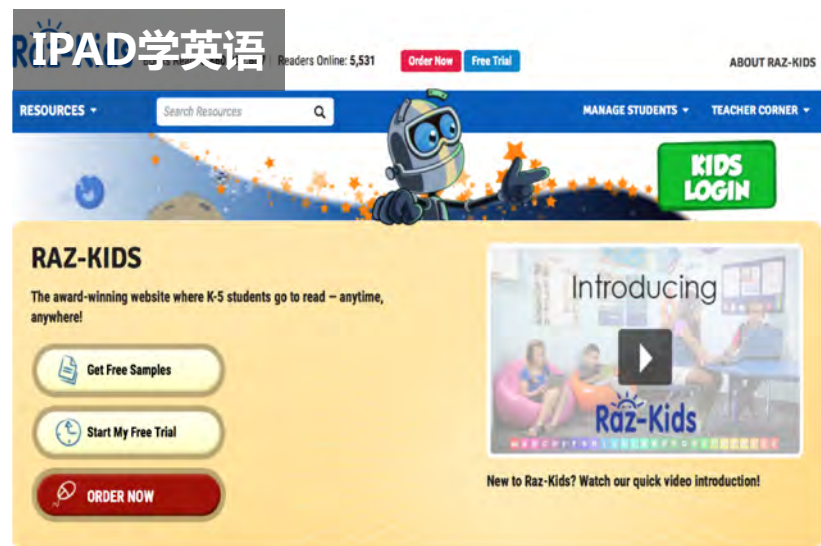 IPAD学英语
Readers Online: 5,531
Order Now
Free Trial
ABOUT RAZ-KIDS
RESOURCES
Search Resources
MANAGE STUDENTS
TEACHER CORNER
KIDS
LOGIN
RAZ-KIDS
The award-winning website where K-5 students go to read – anytime,
anywhere!
Get Free Samples
Start My Free Trial
ORDER NOW
Introducing
Raz-Kids
New to Raz-Kids? Watch our quick video introduction!